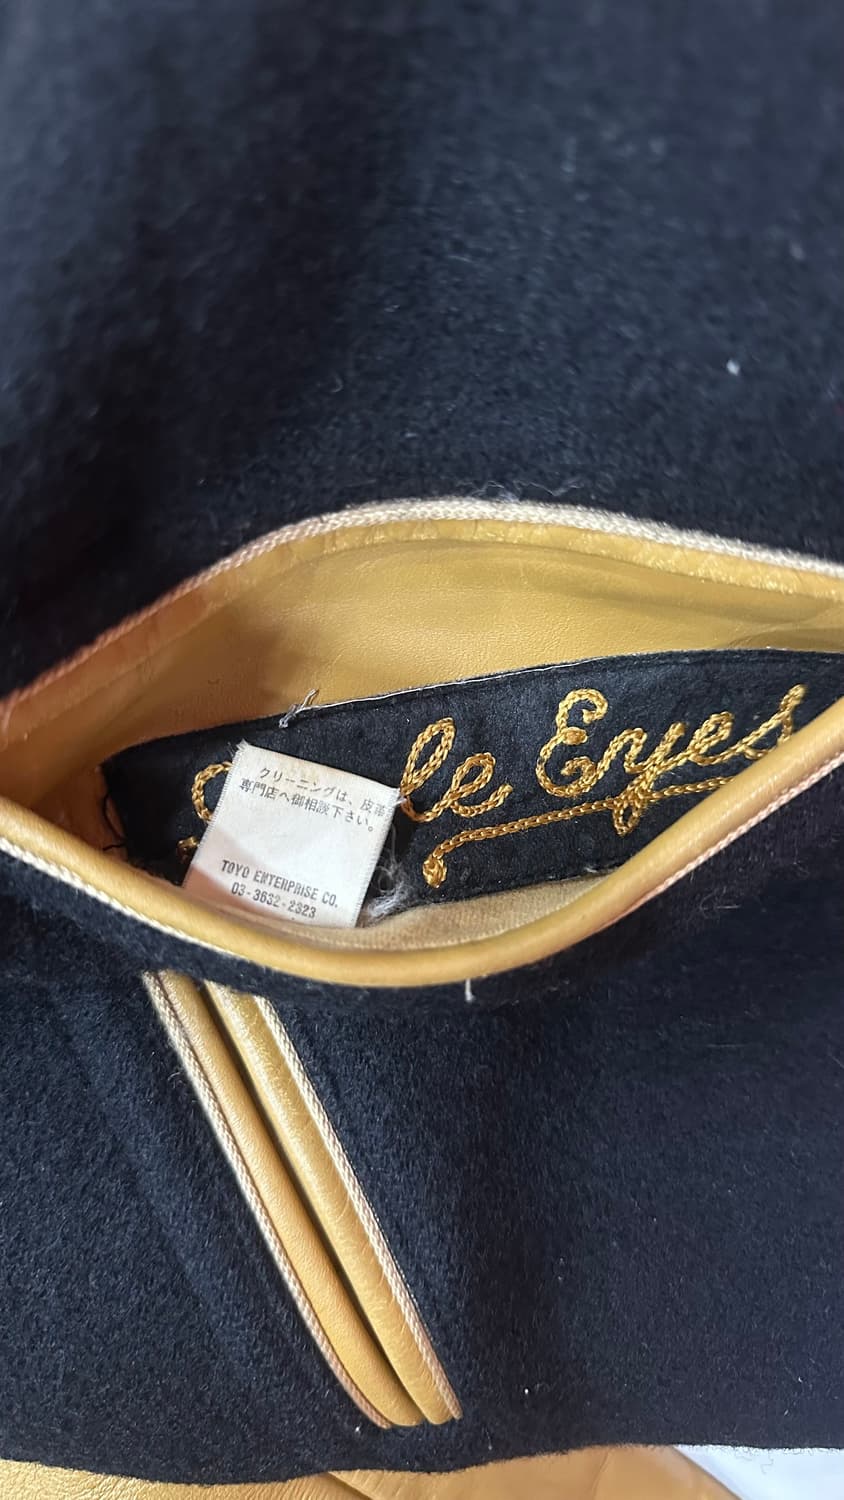 le Eyes
クリーニングは、皮革
専門店へ御相談下さい。
TOYO ENTERPRISE CO.
03-3632-2323